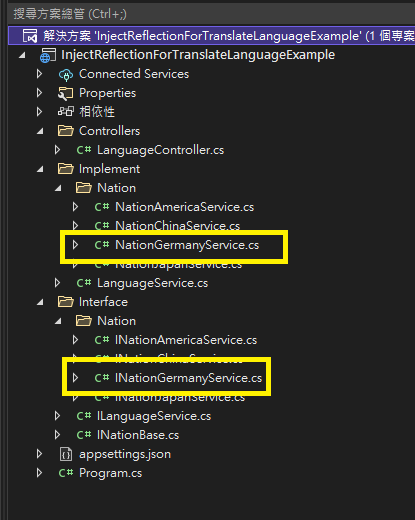 搜尋方案總管 (Ctrl+;)
解決方案 'InjectReflectionForTranslateLanguageExample' (1 個專案
InjectReflectionForTranslateLanguageExample
Connected Services
Properties
相依性
Controllers
C# LanguageController.cs
Implement
Nation
C# NationAmericaService.cs
C# NationChinaService.cs
C# NationGermanyService.cs
C# NationJapanService.cs
C# LanguageService.cs
Interface
Nation
C# INationAmericaService.cs
C# INationChinaService.cs
C# INationGermanyService.cs
C# INationJapanService.cs
C# ILanguageService.cs
C# INationBase.cs
appsettings.json
C# Program.cs